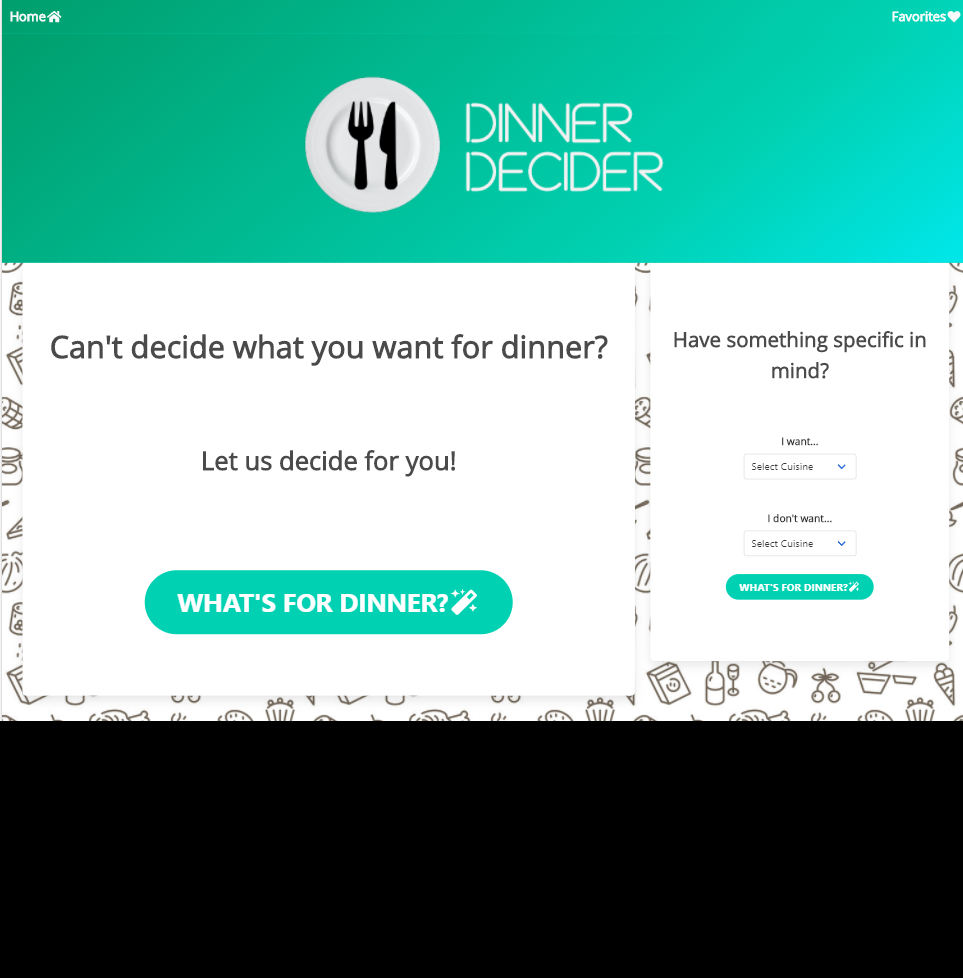 Home
Favorites
DINNER
DECIDER
Can't decide what you want for dinner?
Let us decide for you!
WHAT'S FOR DINNER?
Have something specific in
mind?
I want...
Select Cuisine
I don't want...
Select Cuisine
WHAT'S FOR DINNER?